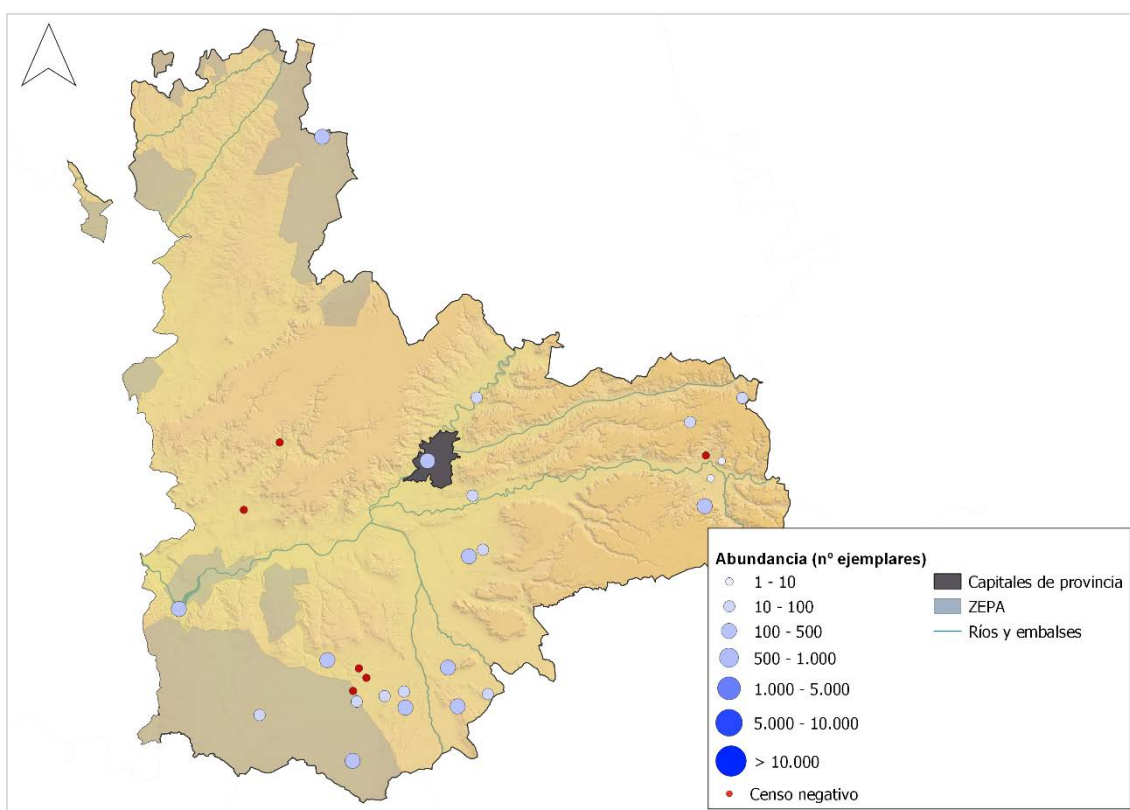 Abundancia (nº ejemplares)
1 - 10
10 - 100
100 - 500
500 - 1.000
1.000 - 5.000
5.000 - 10.000
> 10.000
Censo negativo
Capitales de provincia
ZEPA
Ríos y embalses